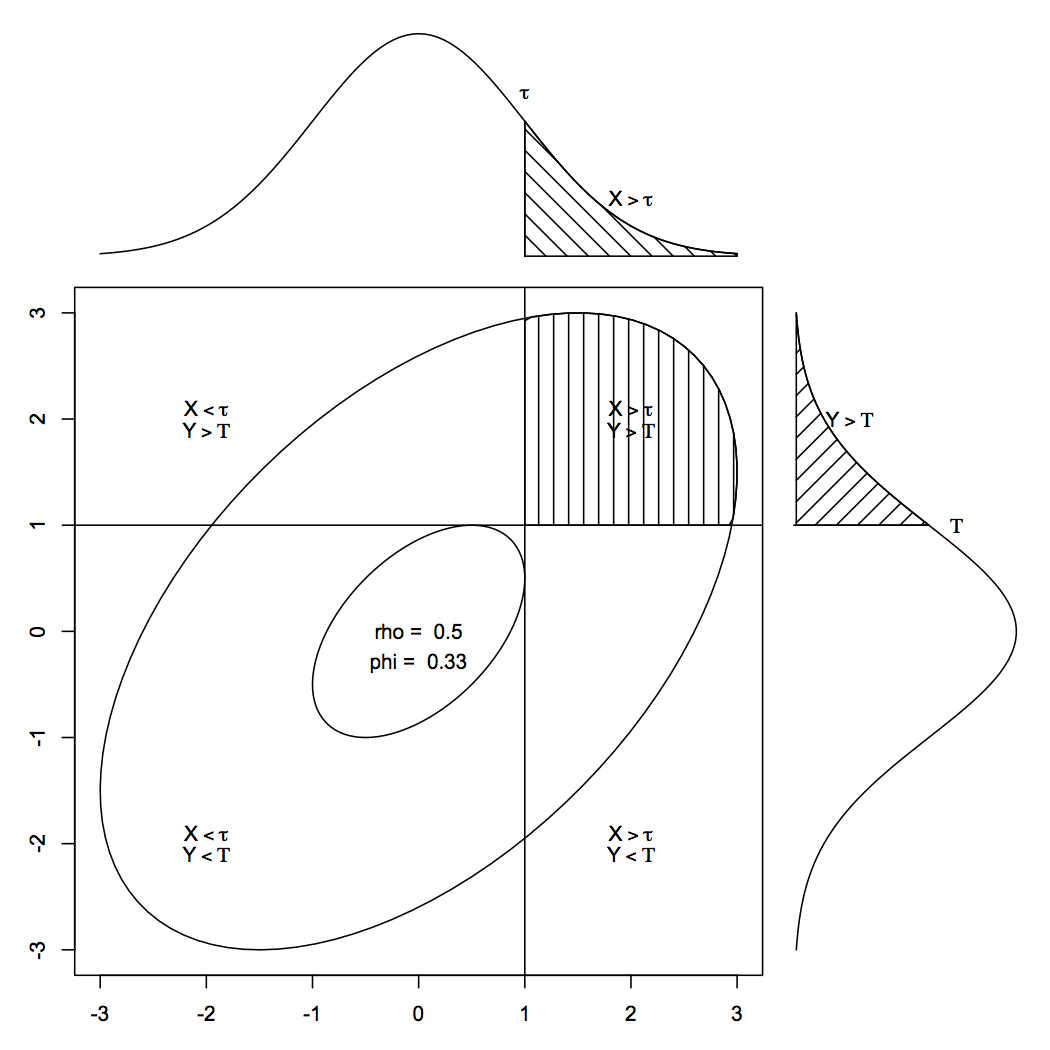 τ
X > τ
3
2
1
0
-1
-2
-3
X < τ
Y > Τ
X > τ
Y > Τ
Y > Τ
Τ
rho = 0.5
phi = 0.33
X < τ
Y < Τ
X > τ
Y < Τ
-3 -2 -1 0 1 2 3